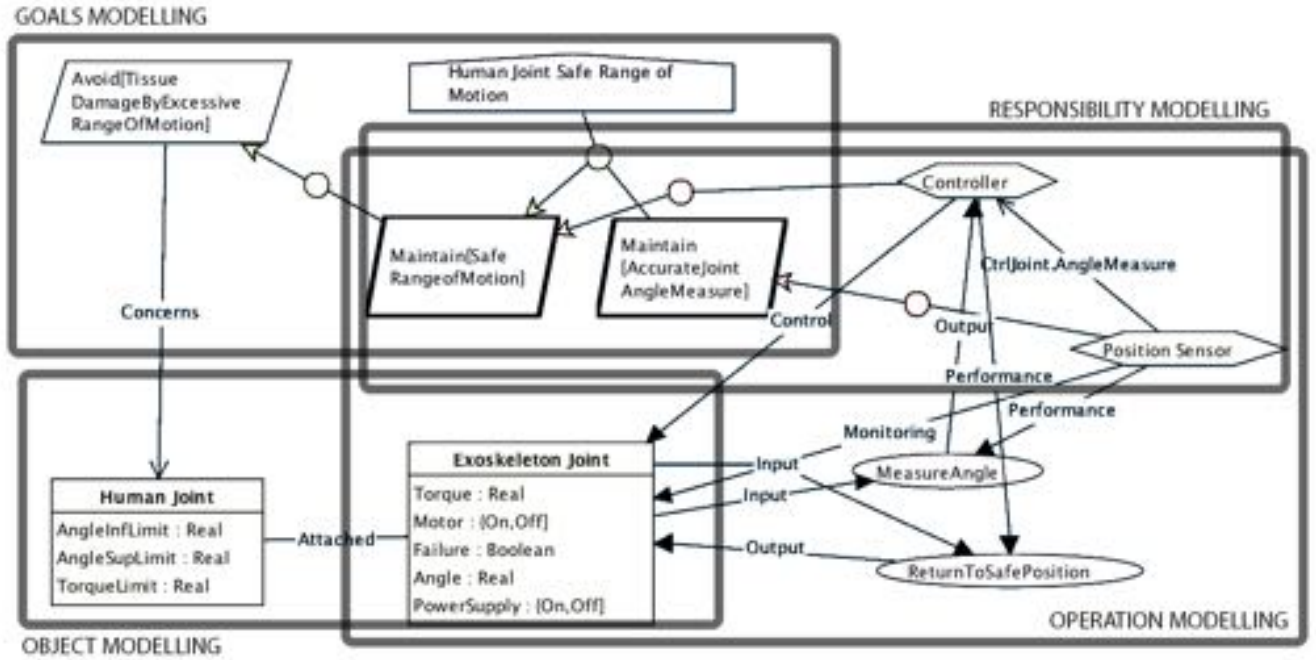 GOALS MODELLING
Avoid[Tissue
DamageByExcessive
RangeOfMotion]
Human Joint Safe Range of
Motion
RESPONSIBILITY MODELLING
Controller
Maintain[Safe
RangeofMotion]
Maintain
[AccurateJoint
AngleMeasure]
CtrlJoint.AngleMeasure
Concerns
Control
Output
Position Sensor
Performance
Performance
Monitoring
Exoskeleton Joint
Torque : Real
Motor : {On,Off}
Failure : Boolean
Angle : Real
PowerSupply : {On,Off}
Input
MeasureAngle
Input
Human Joint
AngleInfLimit : Real
AngleSupLimit : Real
TorqueLimit : Real
Attached
Output
ReturnToSafePosition
OPERATION MODELLING
OBJECT MODELLING